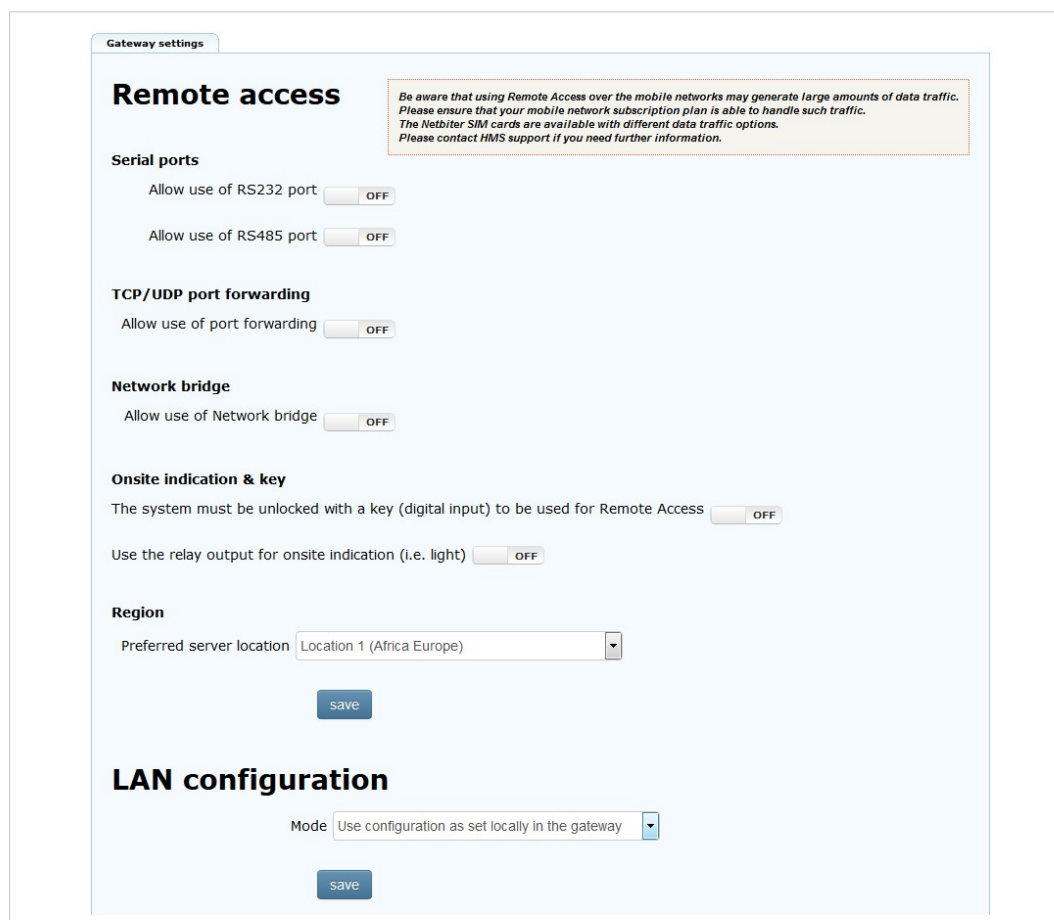 Gateway settings
Remote access
Be aware that using Remote Access over the mobile networks may generate large amounts of data traffic.
Please ensure that your mobile network subscription plan is able to handle such traffic.
The Netbiter SIM cards are available with different data traffic options.
Please contact HMS support if you need further information.
Serial ports
Allow use of RS232 port OFF
Allow use of RS485 port OFF
TCP/UDP port forwarding
Allow use of port forwarding OFF
Network bridge
Allow use of Network bridge OFF
Onsite indication & key
The system must be unlocked with a key (digital input) to be used for Remote Access OFF
Use the relay output for onsite indication (i.e. light) OFF
Region
Preferred server location Location 1 (Africa Europe)
save
LAN configuration
Mode Use configuration as set locally in the gateway
save